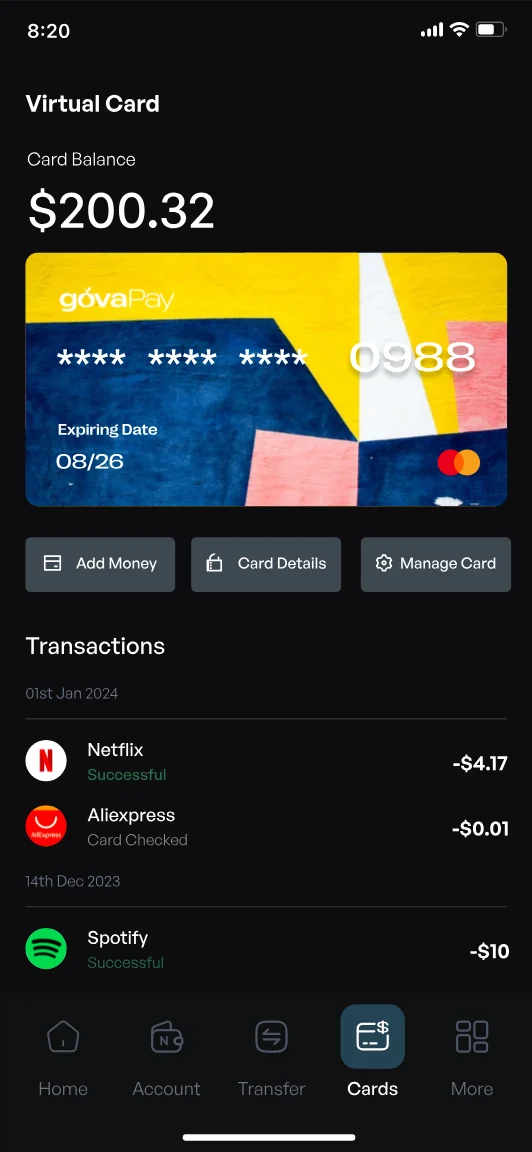 8:20
Virtual Card
Card Balance
$200.32
góvaPay
**** **** **** 0988
Expiring Date
08/26
Add Money
Card Details
Manage Card
Transactions
01st Jan 2024
N
Netflix
-$4.17
Successful
AliExpress
Aliexpress
-$0.01
Card Checked
14th Dec 2023
Spotify
-$10
Successful
N
$
Home
Account
Transfer
Cards
More